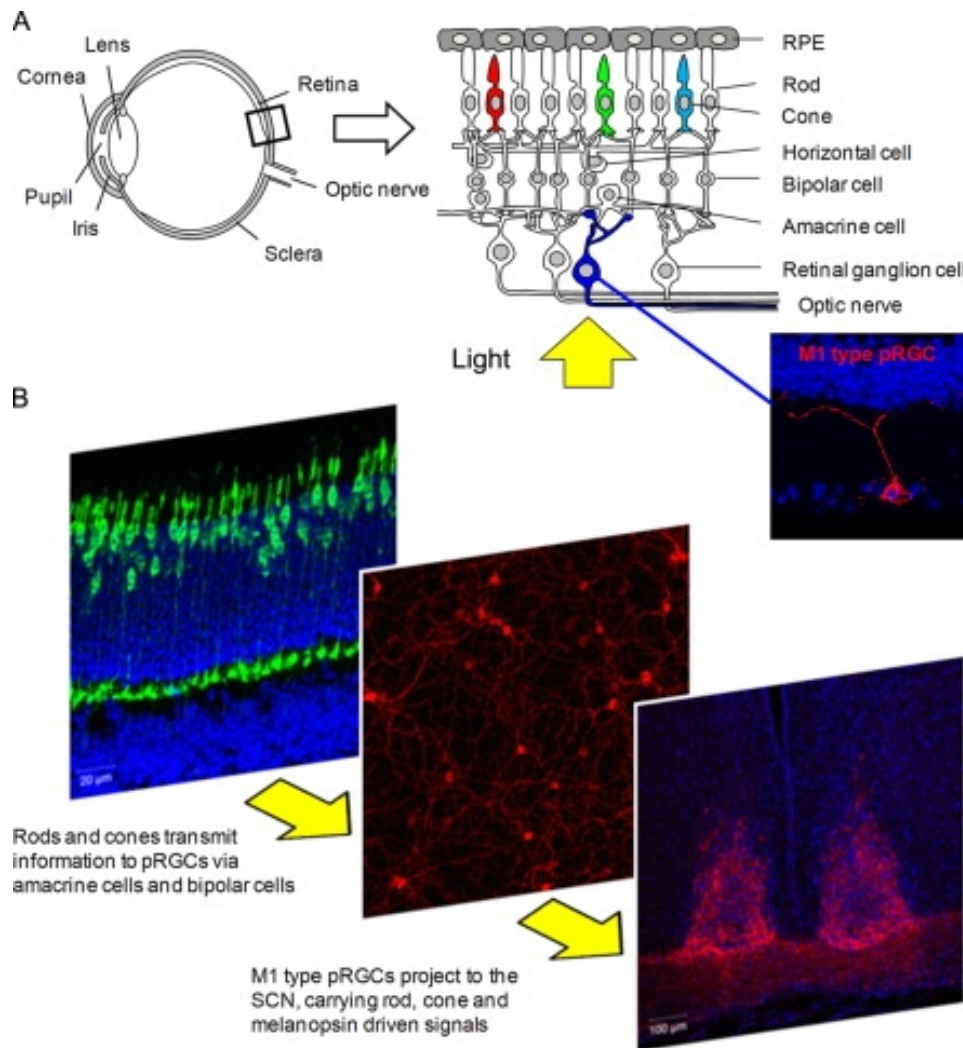 A
Lens
Cornea
Retina
Pupil
Iris
Optic nerve
Sclera
RPE
Rod
Cone
Horizontal cell
Bipolar cell
Amacrine cell
Retinal ganglion cell
Optic nerve
Light
M1 type pRGC
B
20 µm
Rods and cones transmit
information to pRGCs via
amacrine cells and bipolar cells
M1 type pRGCs project to the
SCN, carrying rod, cone and
melanopsin driven signals
100 µm